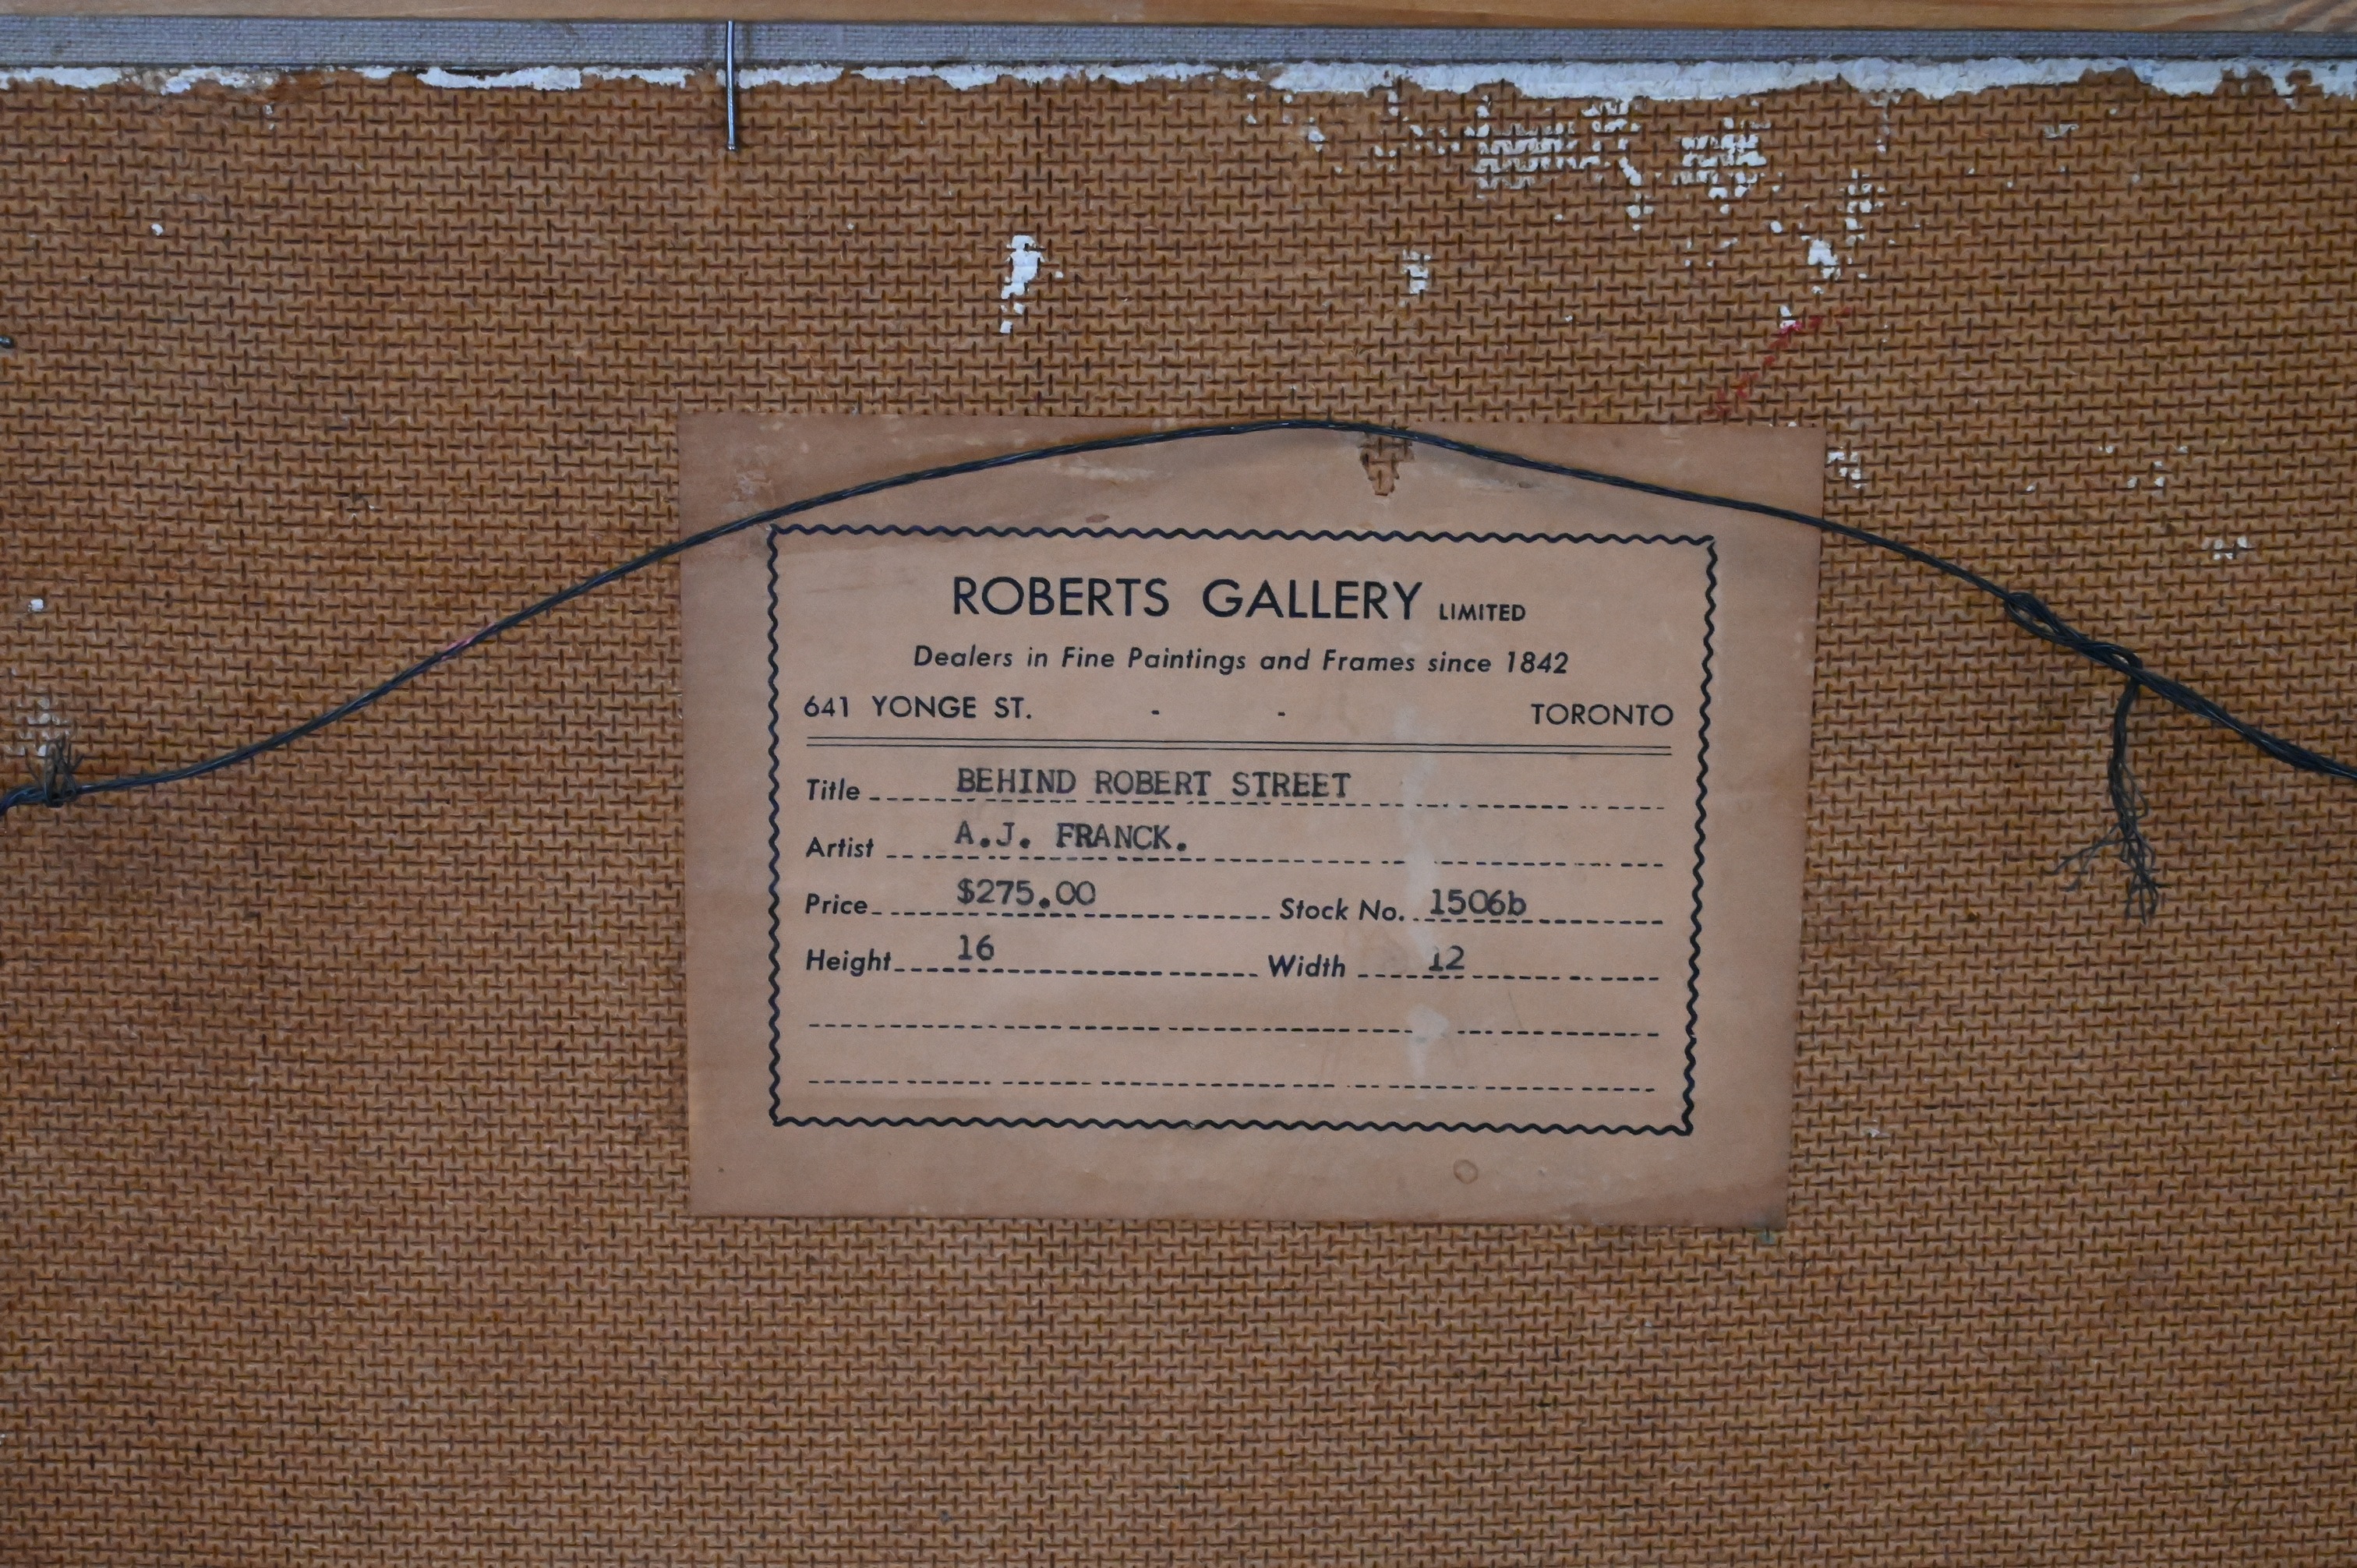 ROBERTS GALLERY LIMITED
Dealers in Fine Paintings and Frames since 1842
641 YONGE ST. - - TORONTO
Title BEHIND ROBERT STREET
Artist A.J. FRANCK.
Price $275.00 Stock No. 1506b
Height 16 Width 12